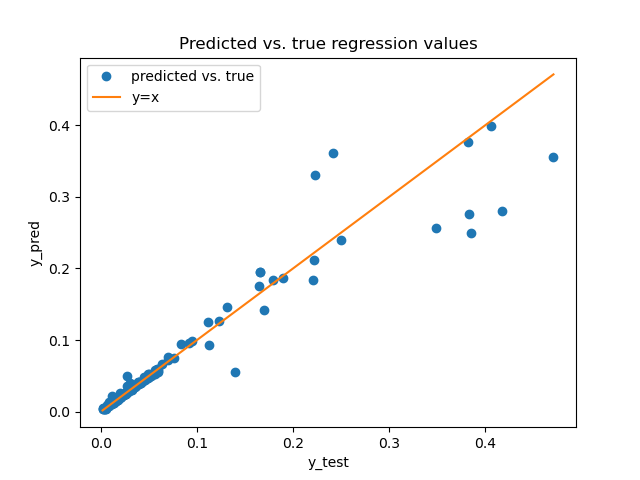 Predicted vs. true regression values
predicted vs. true
y=x
y_pred
0.4
0.3
0.2
0.1
0.0
0.0 0.1 0.2 0.3 0.4
y_test